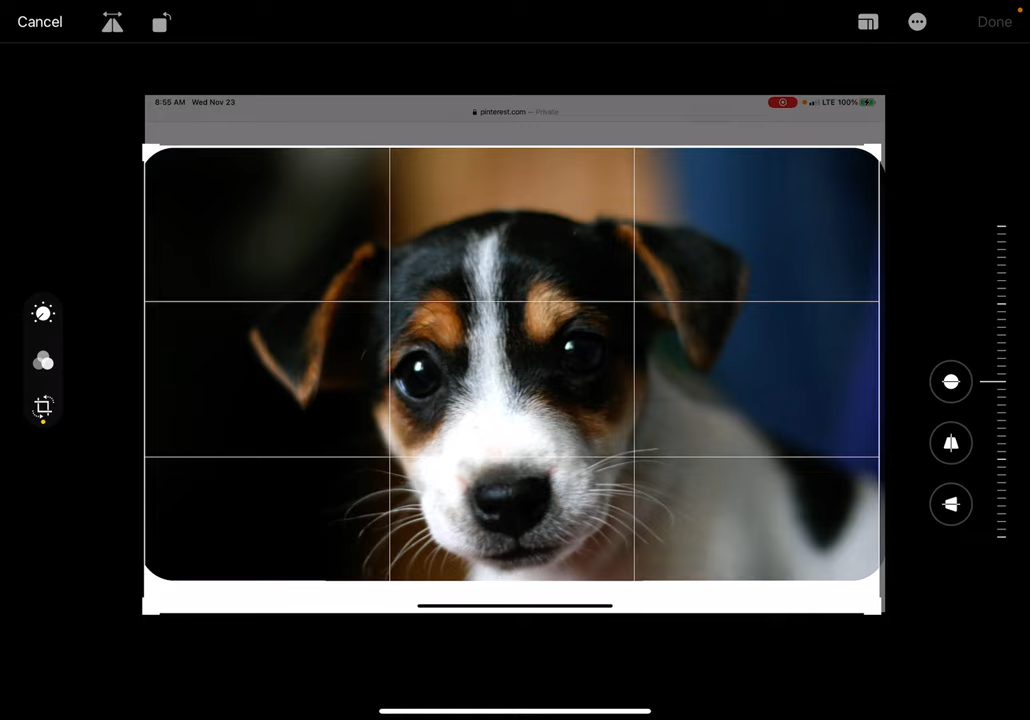 Cancel
Done
8:55 AM Wed Nov 23
LTE 100%
pinterest.com — Private